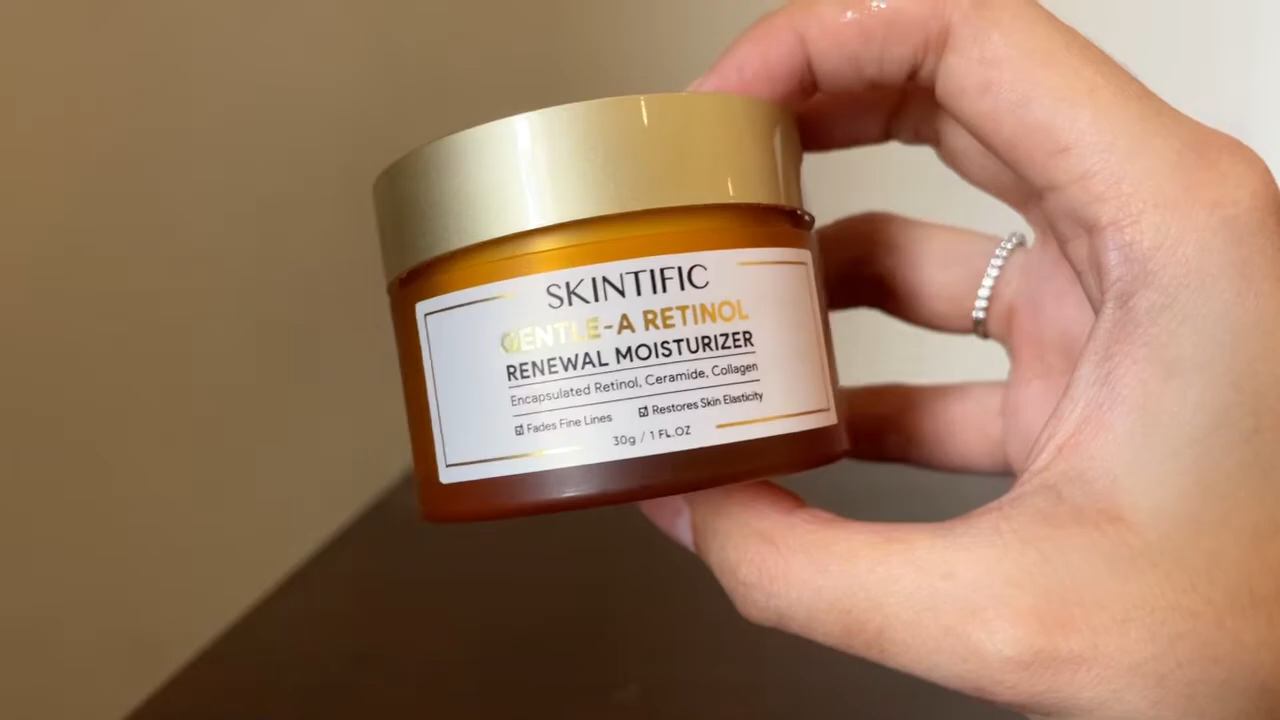 SKINTIFIC
GENTLE-A RETINOL
RENEWAL MOISTURIZER
Encapsulated Retinol, Ceramide, Collagen
Fades Fine Lines Restores Skin Elasticity
30g / 1 FL.OZ